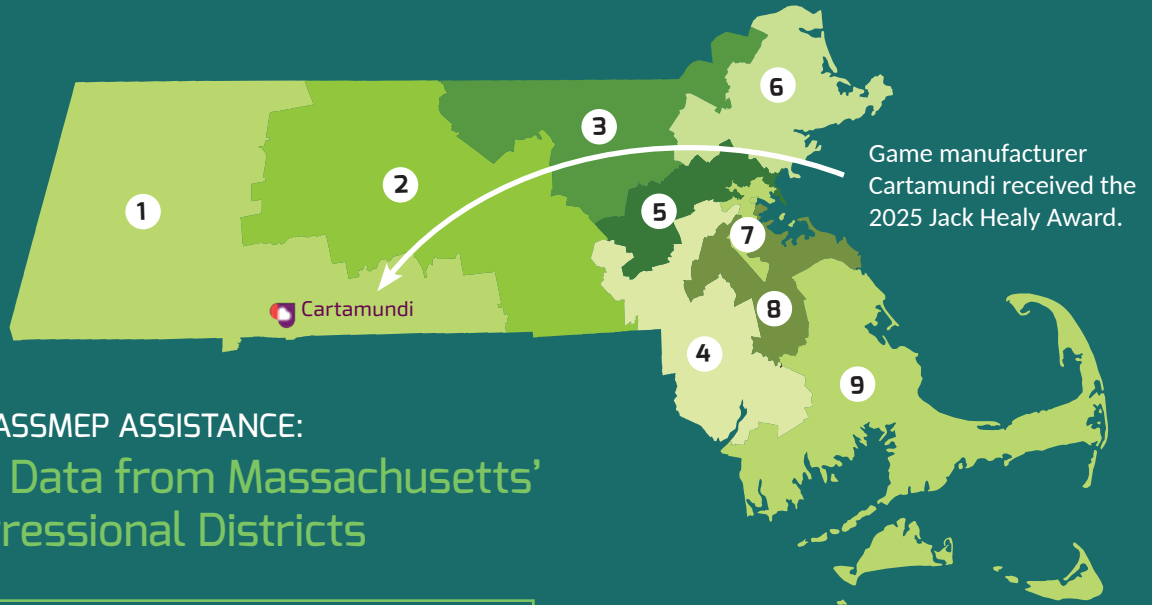 6
3
Game manufacturer
Cartamundi received the
2025 Jack Healy Award.
2
1
5
7
Cartamundi
8
4
9
ASSMEP ASSISTANCE:
Data from Massachusetts’
ressional Districts